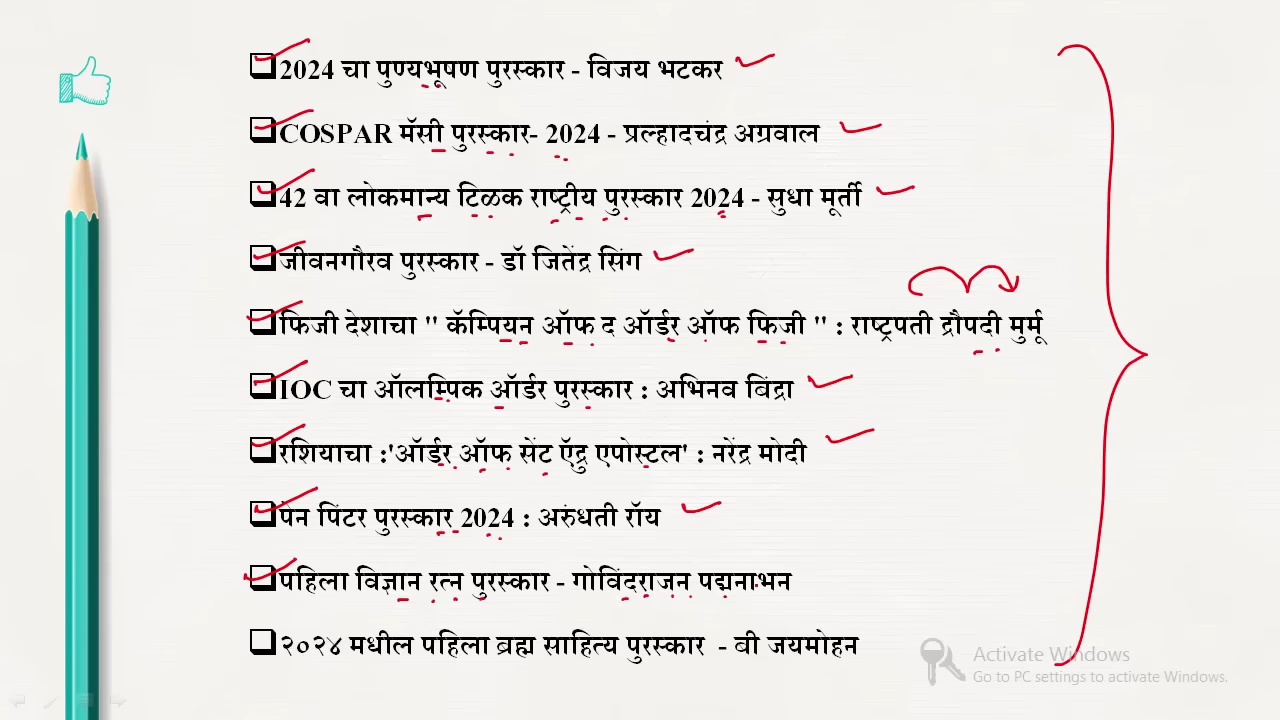 2024 चा पुण्यभूषण पुरस्कार - विजय भटकर
COSPAR मॅसी पुरस्कार- 2024 - प्रल्हादचंद्र अग्रवाल
42 वा लोकमान्य टिळक राष्ट्रीय पुरस्कार 2024 - सुधा मूर्ती
जीवनगौरव पुरस्कार - डॉ जितेंद्र सिंग
फिजी देशाचा " कॅम्पियन ऑफ द ऑर्डर ऑफ फिजी " : राष्ट्रपती द्रौपदी मुर्मू
IOC चा ऑलम्पिक ऑर्डर पुरस्कार : अभिनव बिंद्रा
रशियाचा :'ऑर्डर ऑफ सेंट ऍद्रु एपोस्टल' : नरेंद्र मोदी
पेन पिंटर पुरस्कार 2024 : अरुंधती रॉय
पहिला विज्ञान रत्न पुरस्कार - गोविंदराजन पद्मनाभन
२०२४ मधील पहिला ब्रह्म साहित्य पुरस्कार - बी जयमोहन
Activate Windows
Go to PC settings to activate Windows.